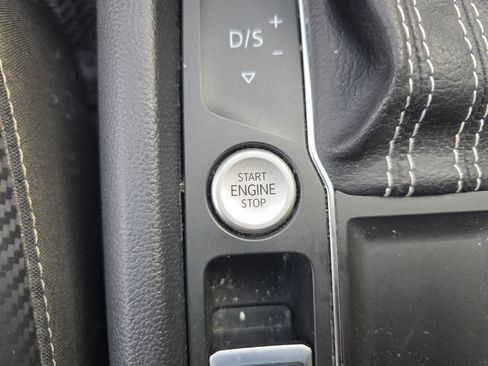 D/S
+
−
START
ENGINE
STOP